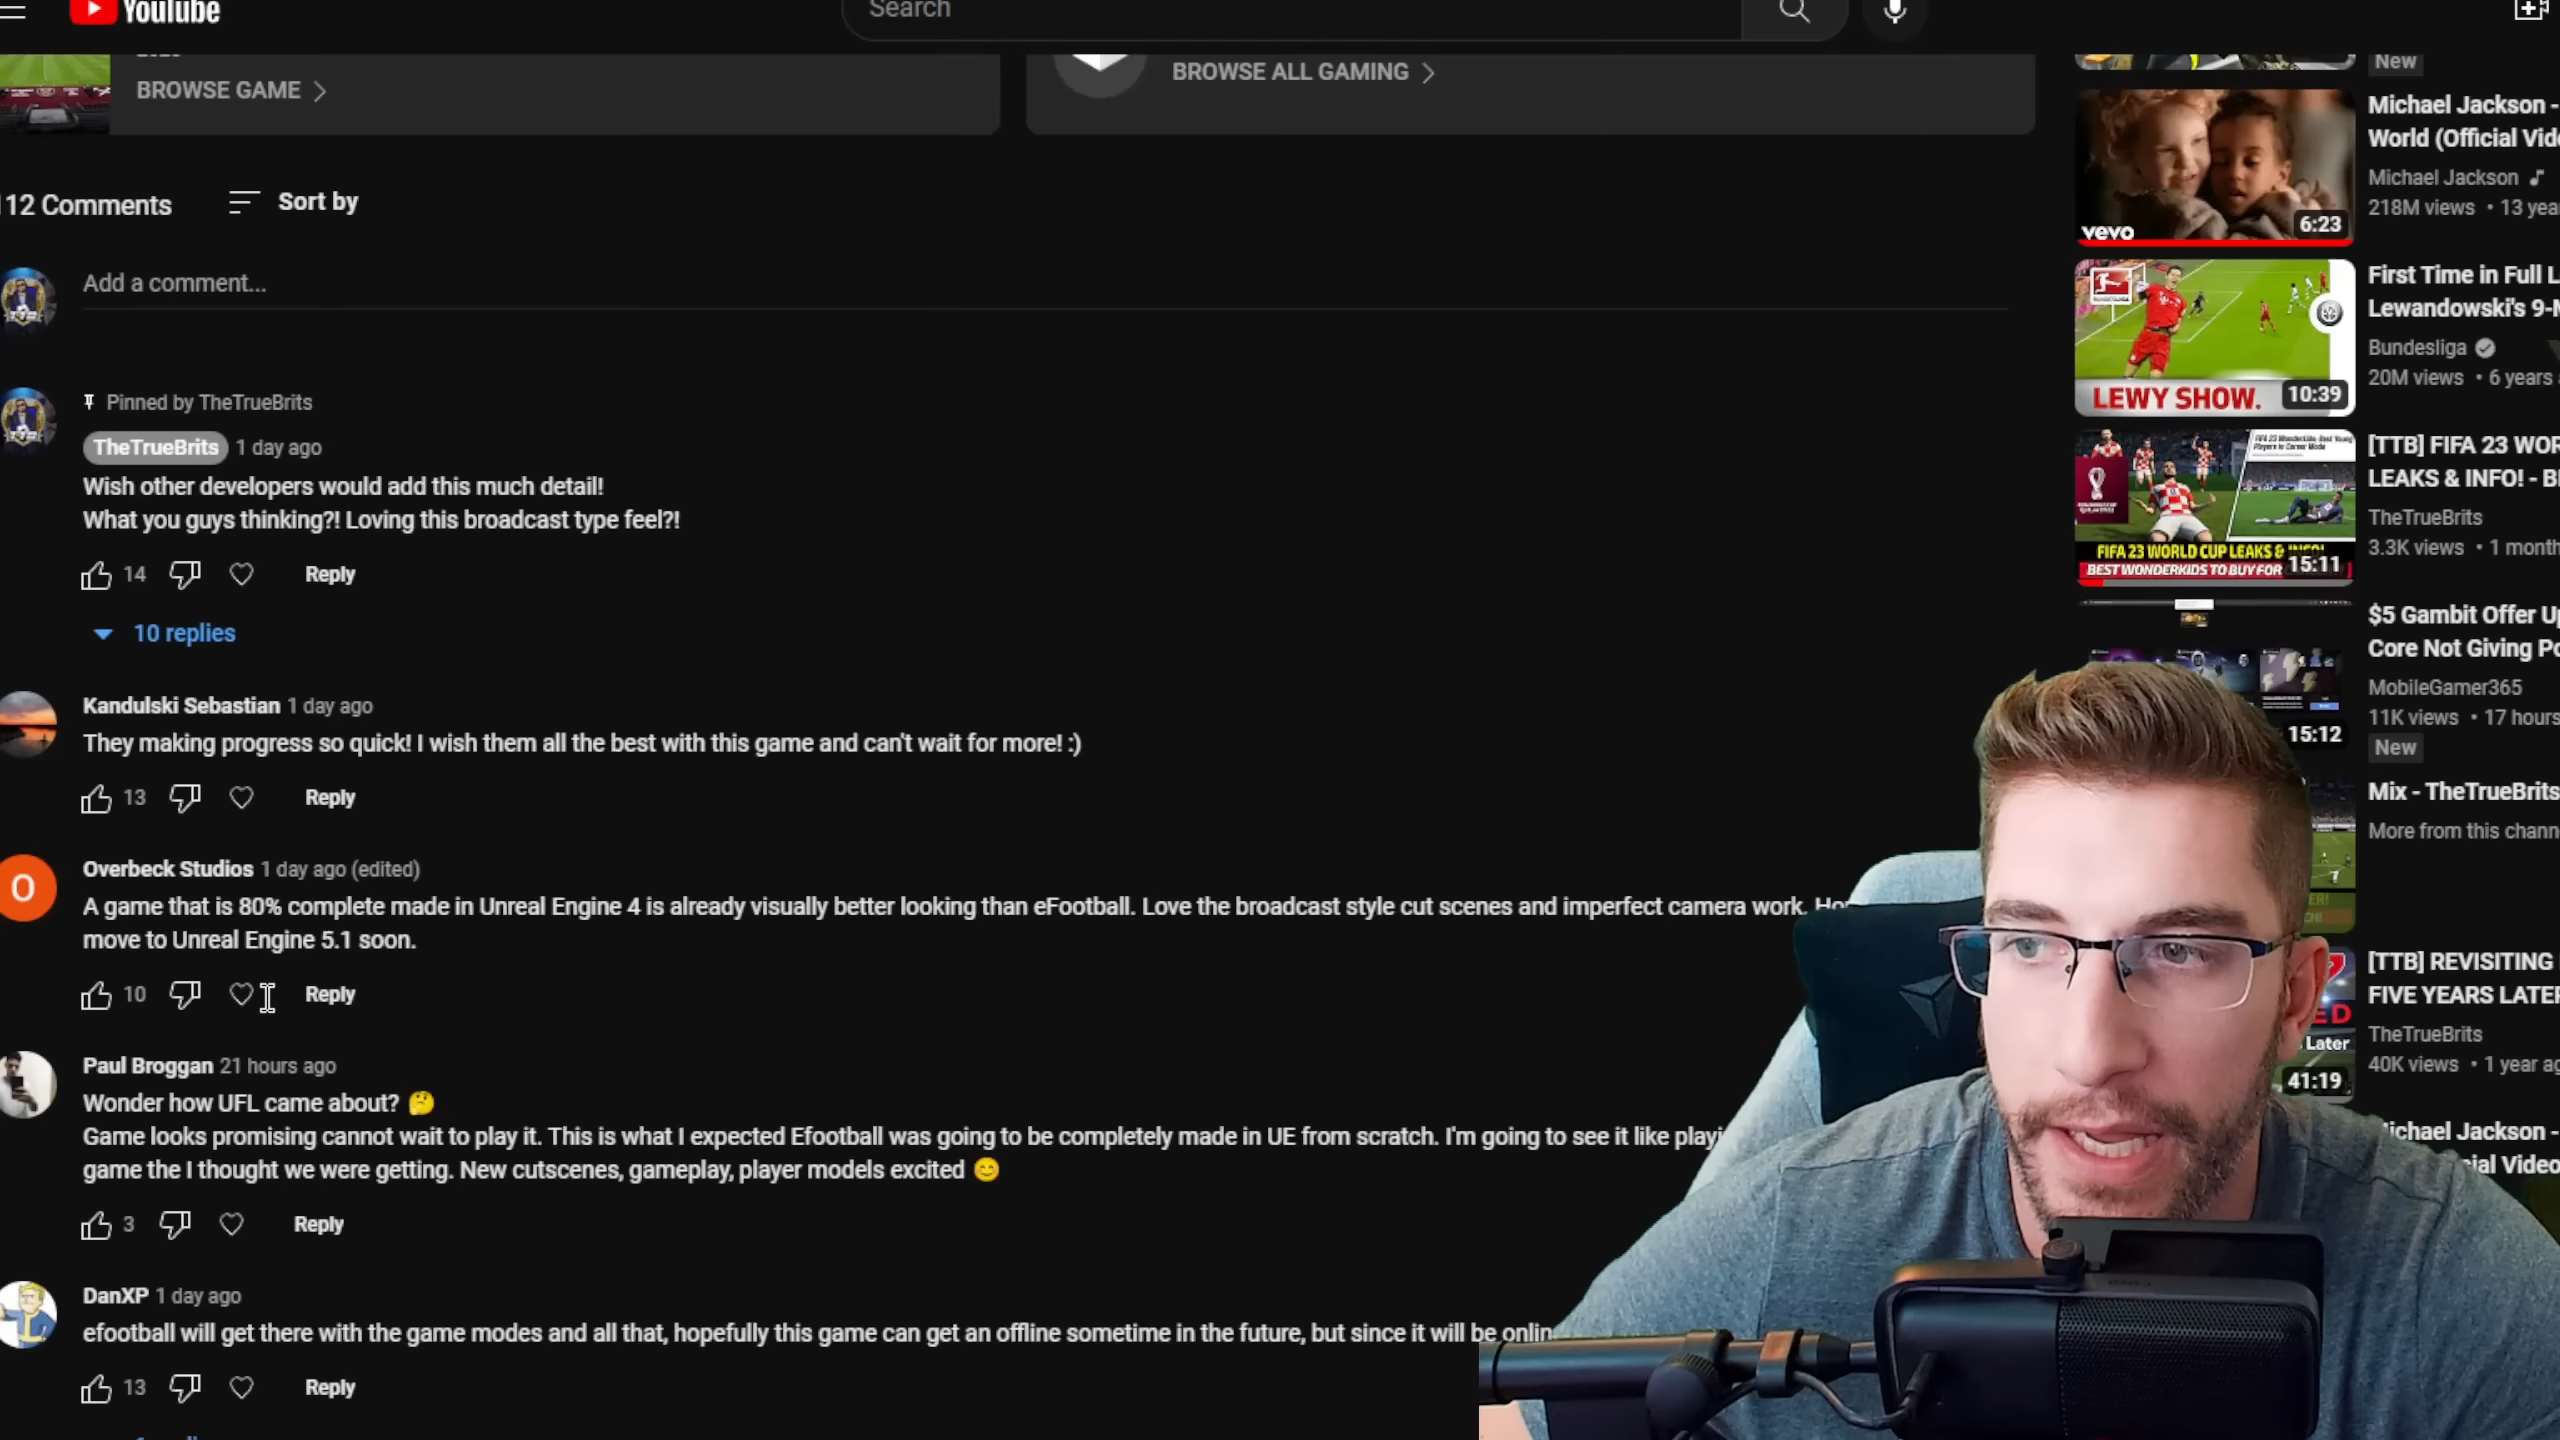 YouTube
Search
BROWSE GAME
BROWSE ALL GAMING
12 Comments
Sort by
Add a comment...
Pinned by TheTrueBrits
TheTrueBrits 1 day ago
Wish other developers would add this much detail!
What you guys thinking?! Loving this broadcast type feel?!
14
Reply
10 replies
Kandulski Sebastian 1 day ago
They making progress so quick! I wish them all the best with this game and can't wait for more! :)
13
Reply
O
Overbeck Studios 1 day ago (edited)
A game that is 80% complete made in Unreal Engine 4 is already visually better looking than eFootball. Love the broadcast style cut scenes and imperfect camera work.
move to Unreal Engine 5.1 soon.
10
Reply
Paul Broggan 21 hours ago
Wonder how UFL came about? 🤔
Game looks promising cannot wait to play it. This is what I expected Efootball was going to be completely made in UE from scratch. I'm going to see it like playi
game the I thought we were getting. New cutscenes, gameplay, player models excited 😊
3
Reply
DanXP 1 day ago
efootball will get there with the game modes and all that, hopefully this game can get an offline sometime in the future, but since it will be onlin
13
Reply
New
Michael Jackson -
World (Official Vide
Michael Jackson
218M views • 13 yea
vevo
6:23
First Time in Full L
Lewandowski's 9-M
Bundesliga
20M views • 6 years
LEWY SHOW.
10:39
[TTB] FIFA 23 WOR
LEAKS & INFO! - B
TheTrueBrits
3.3K views • 1 month
FIFA 23 WORLD CUP LEAKS & INFO!
BEST WONDERKIDS TO BUY FOR
15:11
$5 Gambit Offer Up
Core Not Giving Po
MobileGamer365
11K views • 17 hours
15:12
New
Mix - TheTrueBrits
More from this chann
[TTB] REVISITING
FIVE YEARS LATER
TheTrueBrits
40K views • 1 year ag
Later
41:19
ichael Jackson -
ial Video